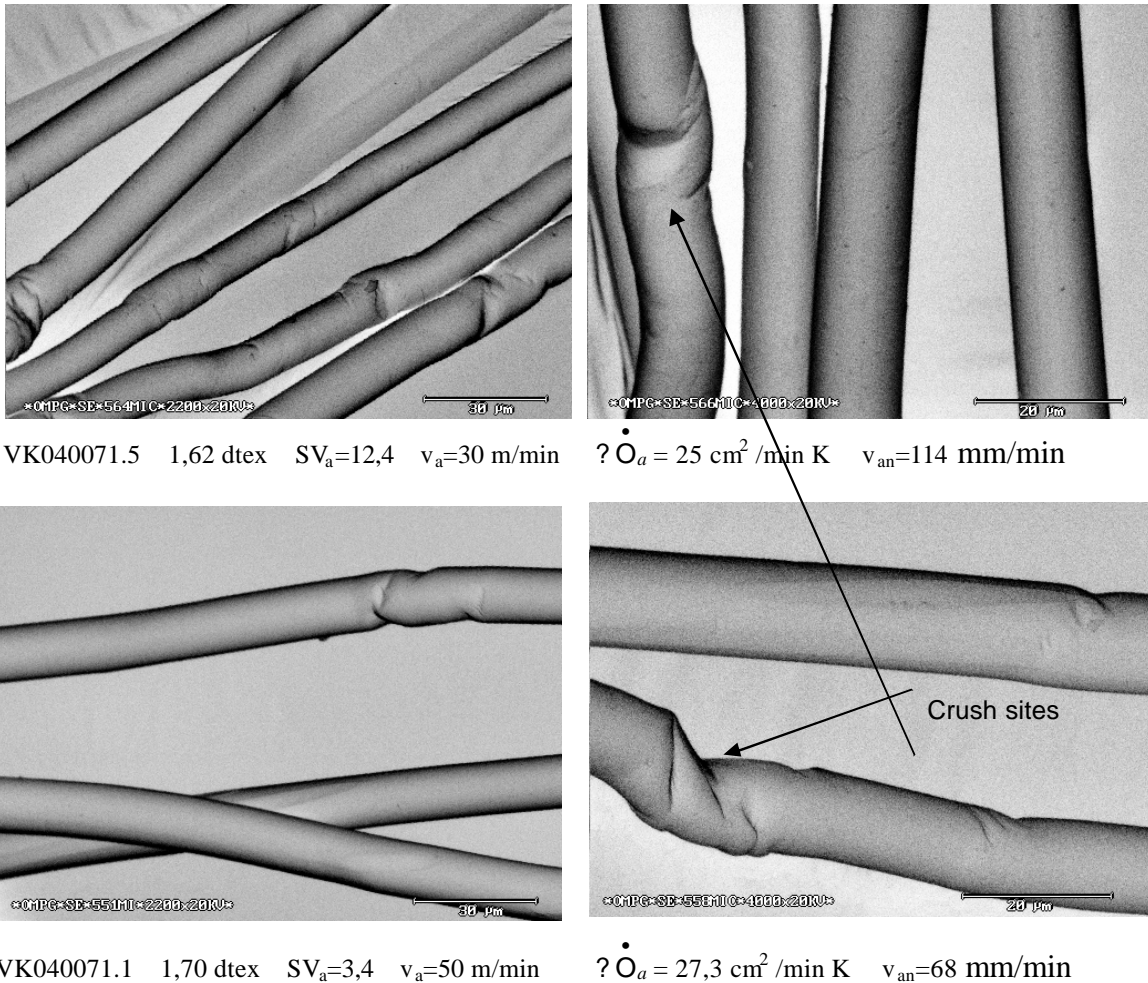 *OMPG*SE*564MIC*2200x20KV*
30 µm
*OMPG*SE*566MIC*4000x20KV*
20 µm
VK040071.5 1,62 dtex SVa=12,4 va=30 m/min
? Ȯa = 25 cm² /min K van=114 mm/min
Crush sites
*OMPG*SE*551MI*2200x20KV*
30 µm
*OMPG*SE*558MIC*4000x20KV*
20 µm
VK040071.1 1,70 dtex SVa=3,4 va=50 m/min
? Ȯa = 27,3 cm² /min K van=68 mm/min